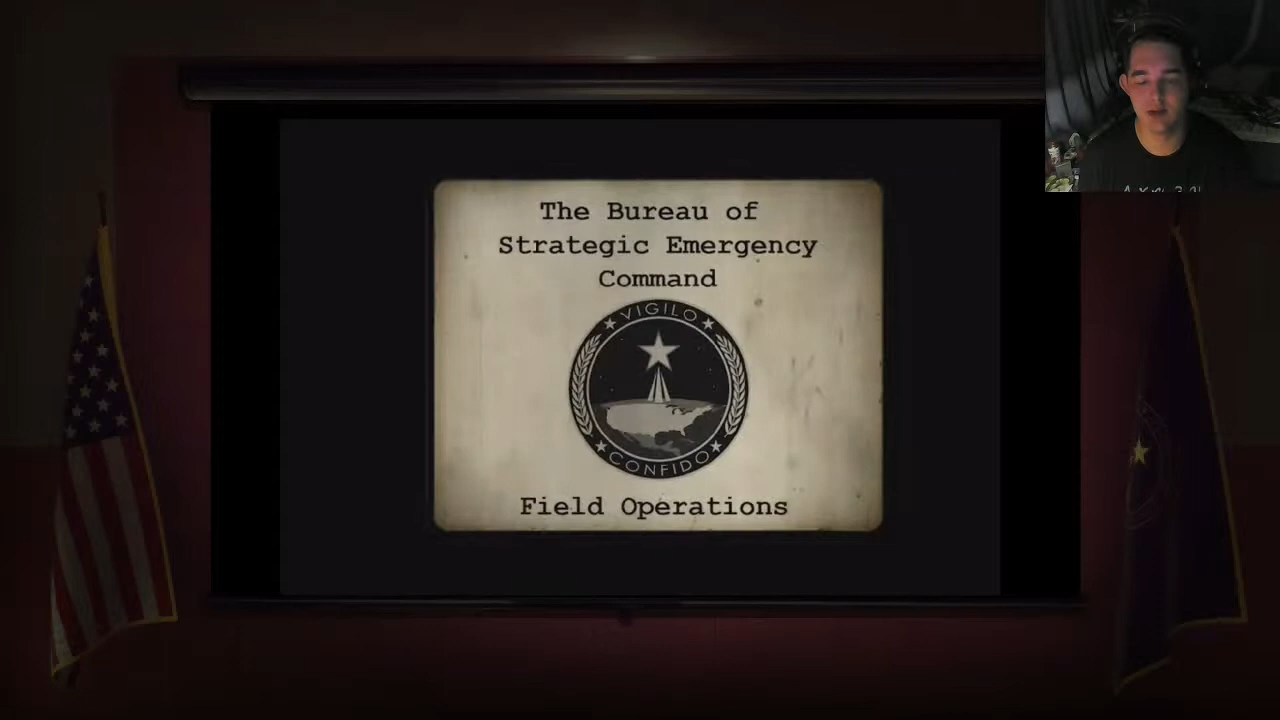 The Bureau of
Strategic Emergency
Command
VIGILO
CONFIDO
Field Operations